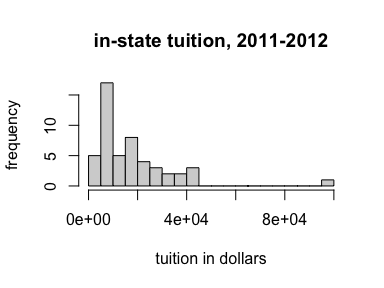 in-state tuition, 2011-2012
frequency
10
5
0
0e+00 4e+04 8e+04
tuition in dollars